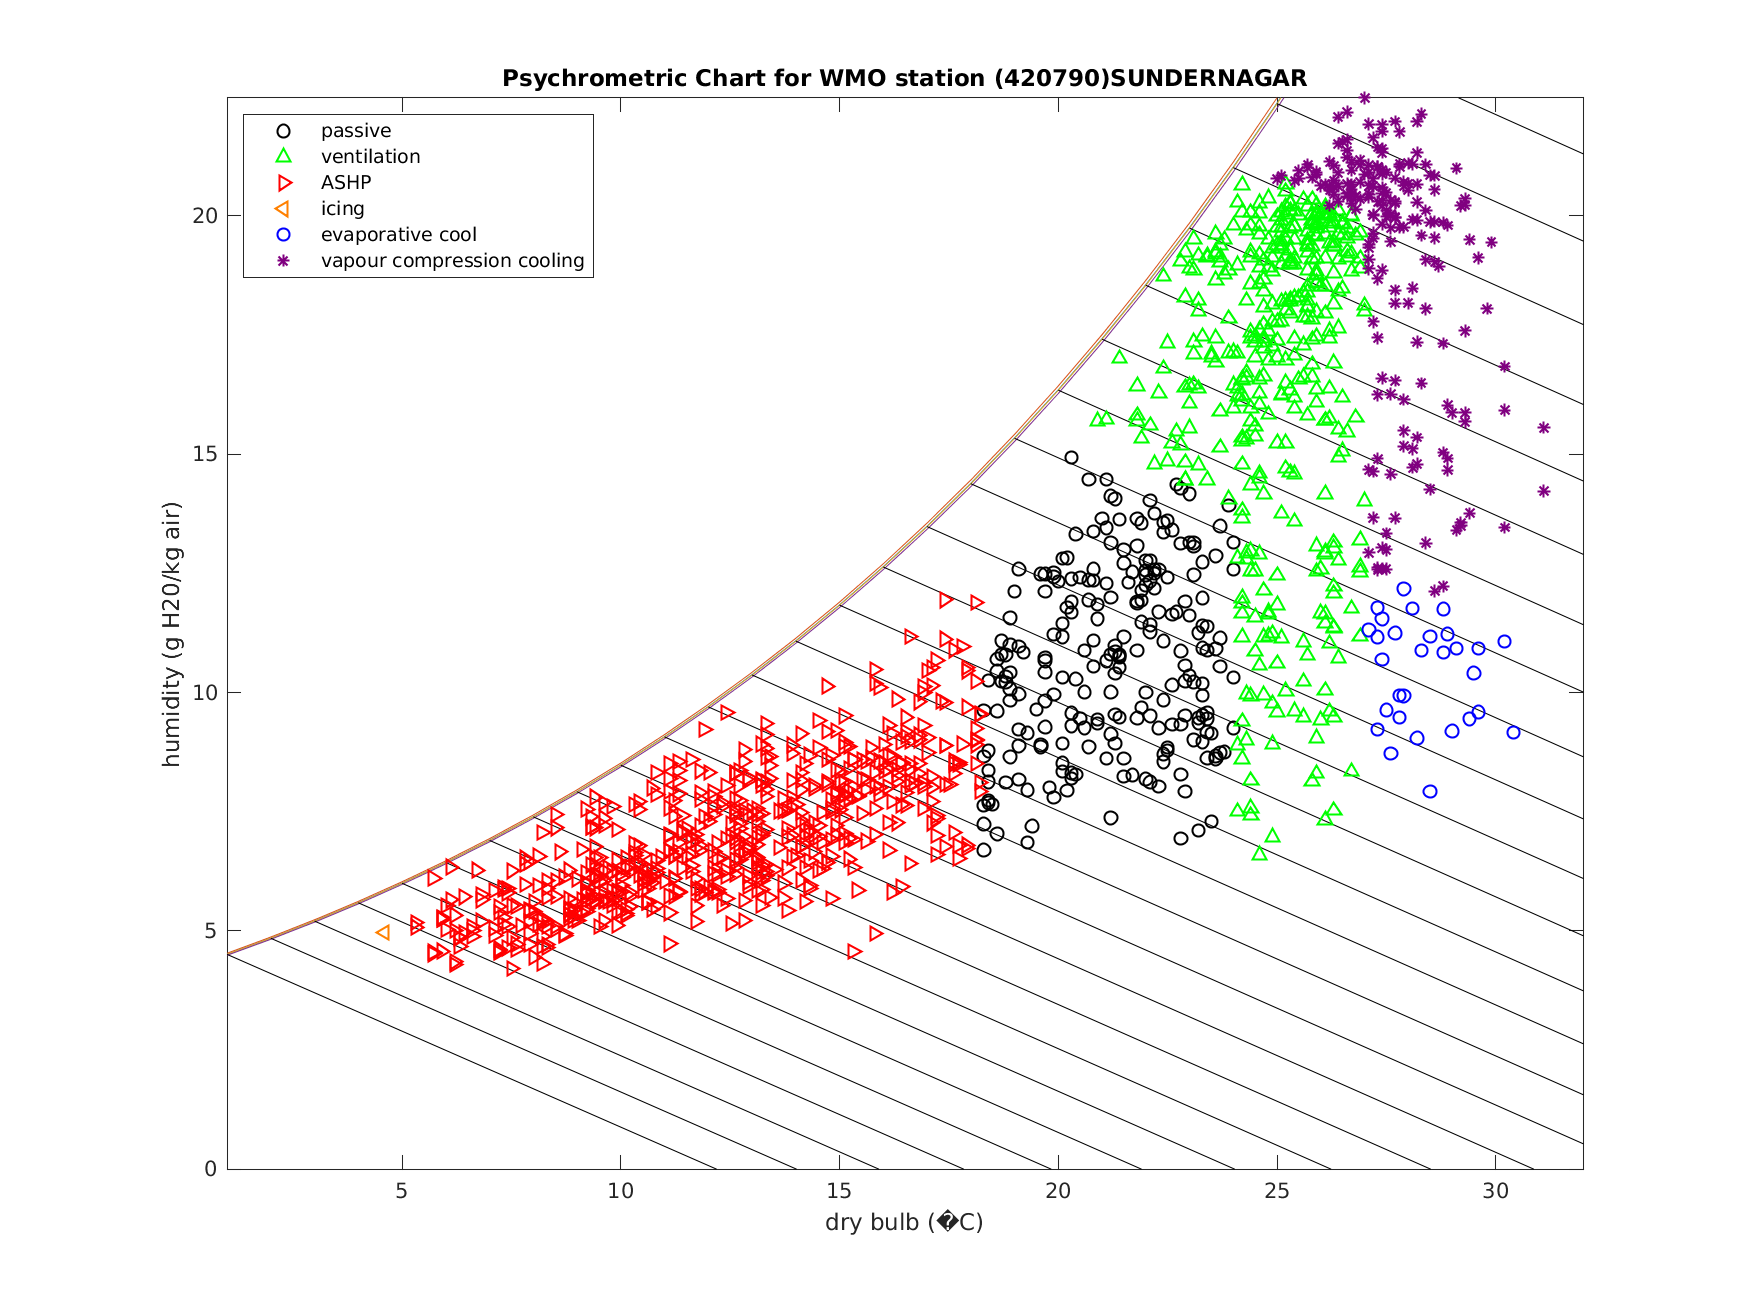 Psychrometric Chart for WMO station (420790)SUNDERNAGAR
passive
ventilation
ASHP
icing
evaporative cool
vapour compression cooling
humidity (g H20/kg air)
20
15
10
5
0
5 10 15 20 25 30
dry bulb (�C)